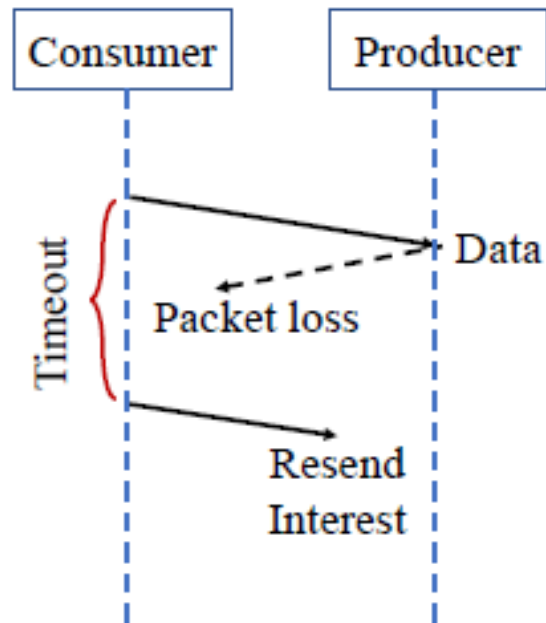 Consumer
Producer
Data
Packet loss
Timeout
Resend
Interest